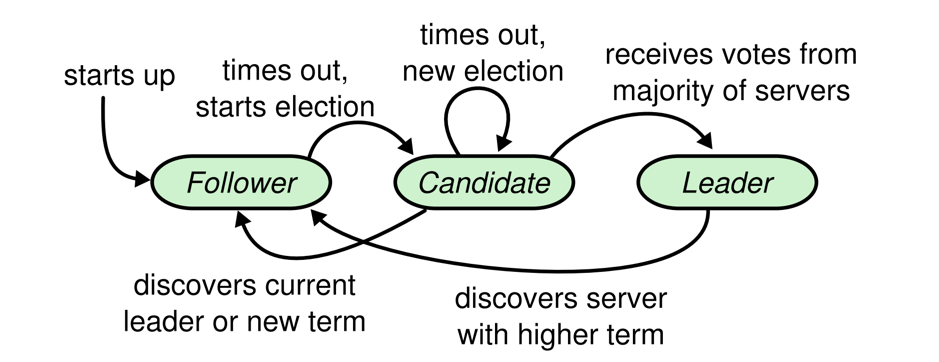 starts up
times out,
starts election
times out,
new election
receives votes from
majority of servers
Follower
Candidate
Leader
discovers current
leader or new term
discovers server
with higher term